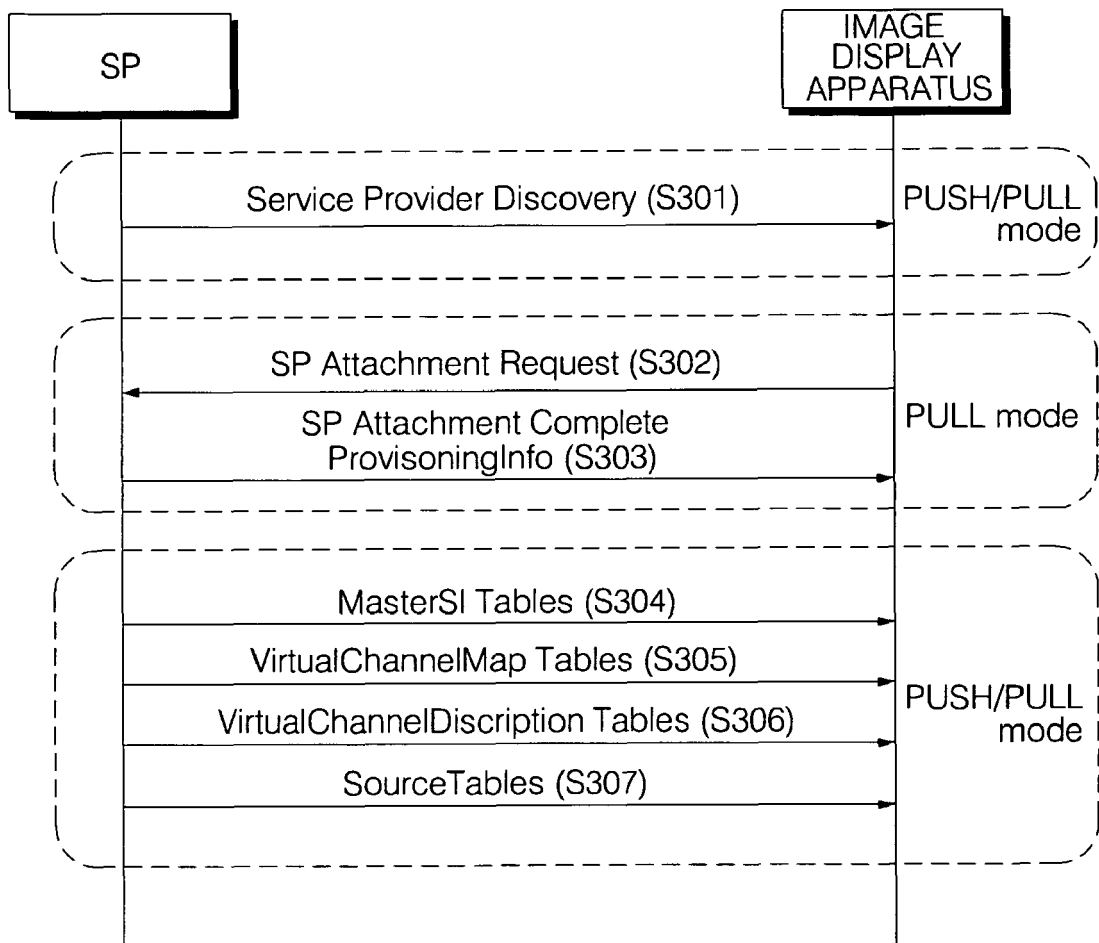 SP
IMAGE
DISPLAY
APPARATUS
Service Provider Discovery (S301)
PUSH/PULL
mode
SP Attachment Request (S302)
SP Attachment Complete
ProvisoningInfo (S303)
PULL mode
MasterSI Tables (S304)
VirtualChannelMap Tables (S305)
VirtualChannelDiscription Tables (S306)
SourceTables (S307)
PUSH/PULL
mode